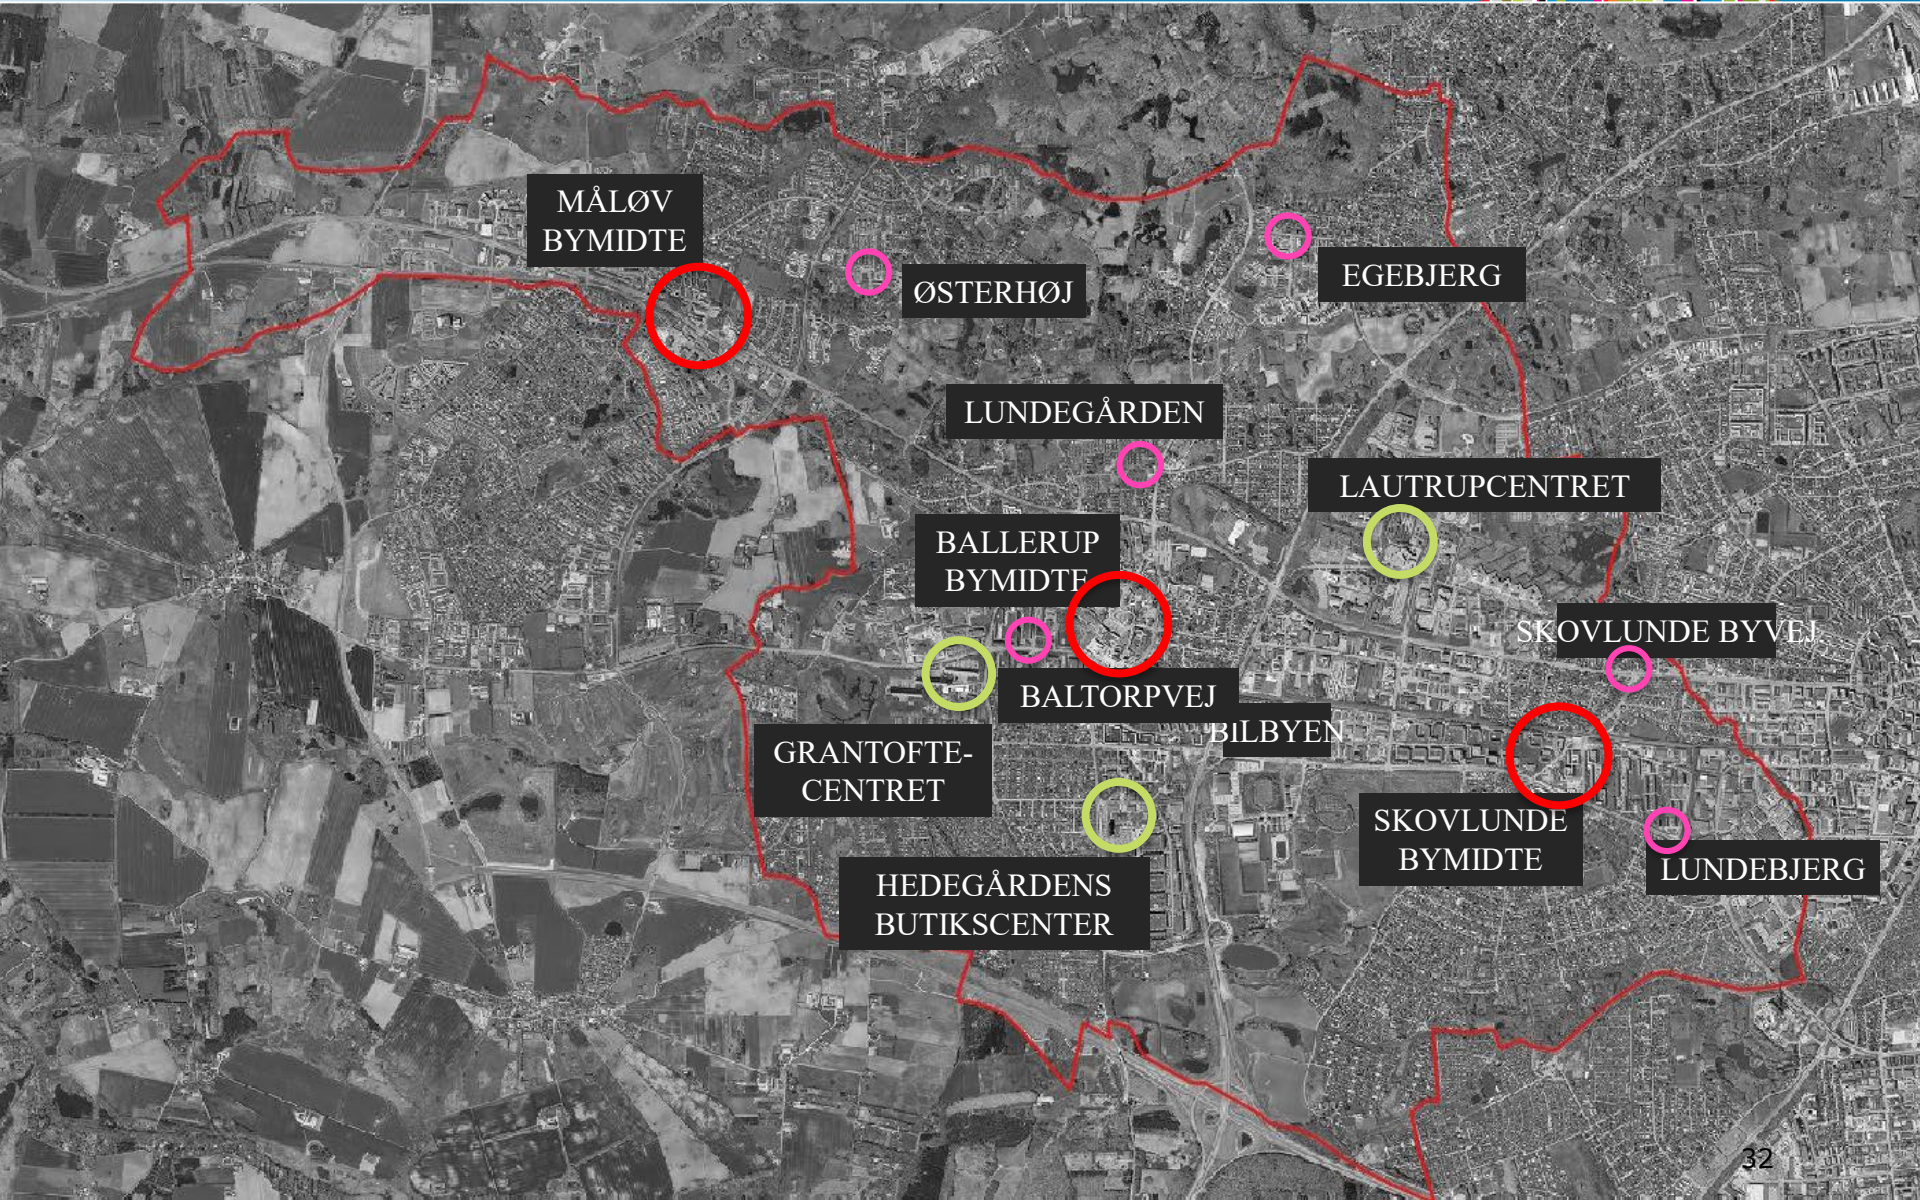 MÅLØV
BYMIDTE
ØSTERHØJ
EGEBJERG
LUNDEGÅRDEN
LAUTRUPCENTRET
BALLERUP
BYMIDTE
SKOVLUNDE BYVEJ
BALTORPVEJ
BILBYEN
GRANTOFTE-
CENTRET
SKOVLUNDE
BYMIDTE
LUNDEBJERG
HEDEGÅRDENS
BUTIKSCENTER
32